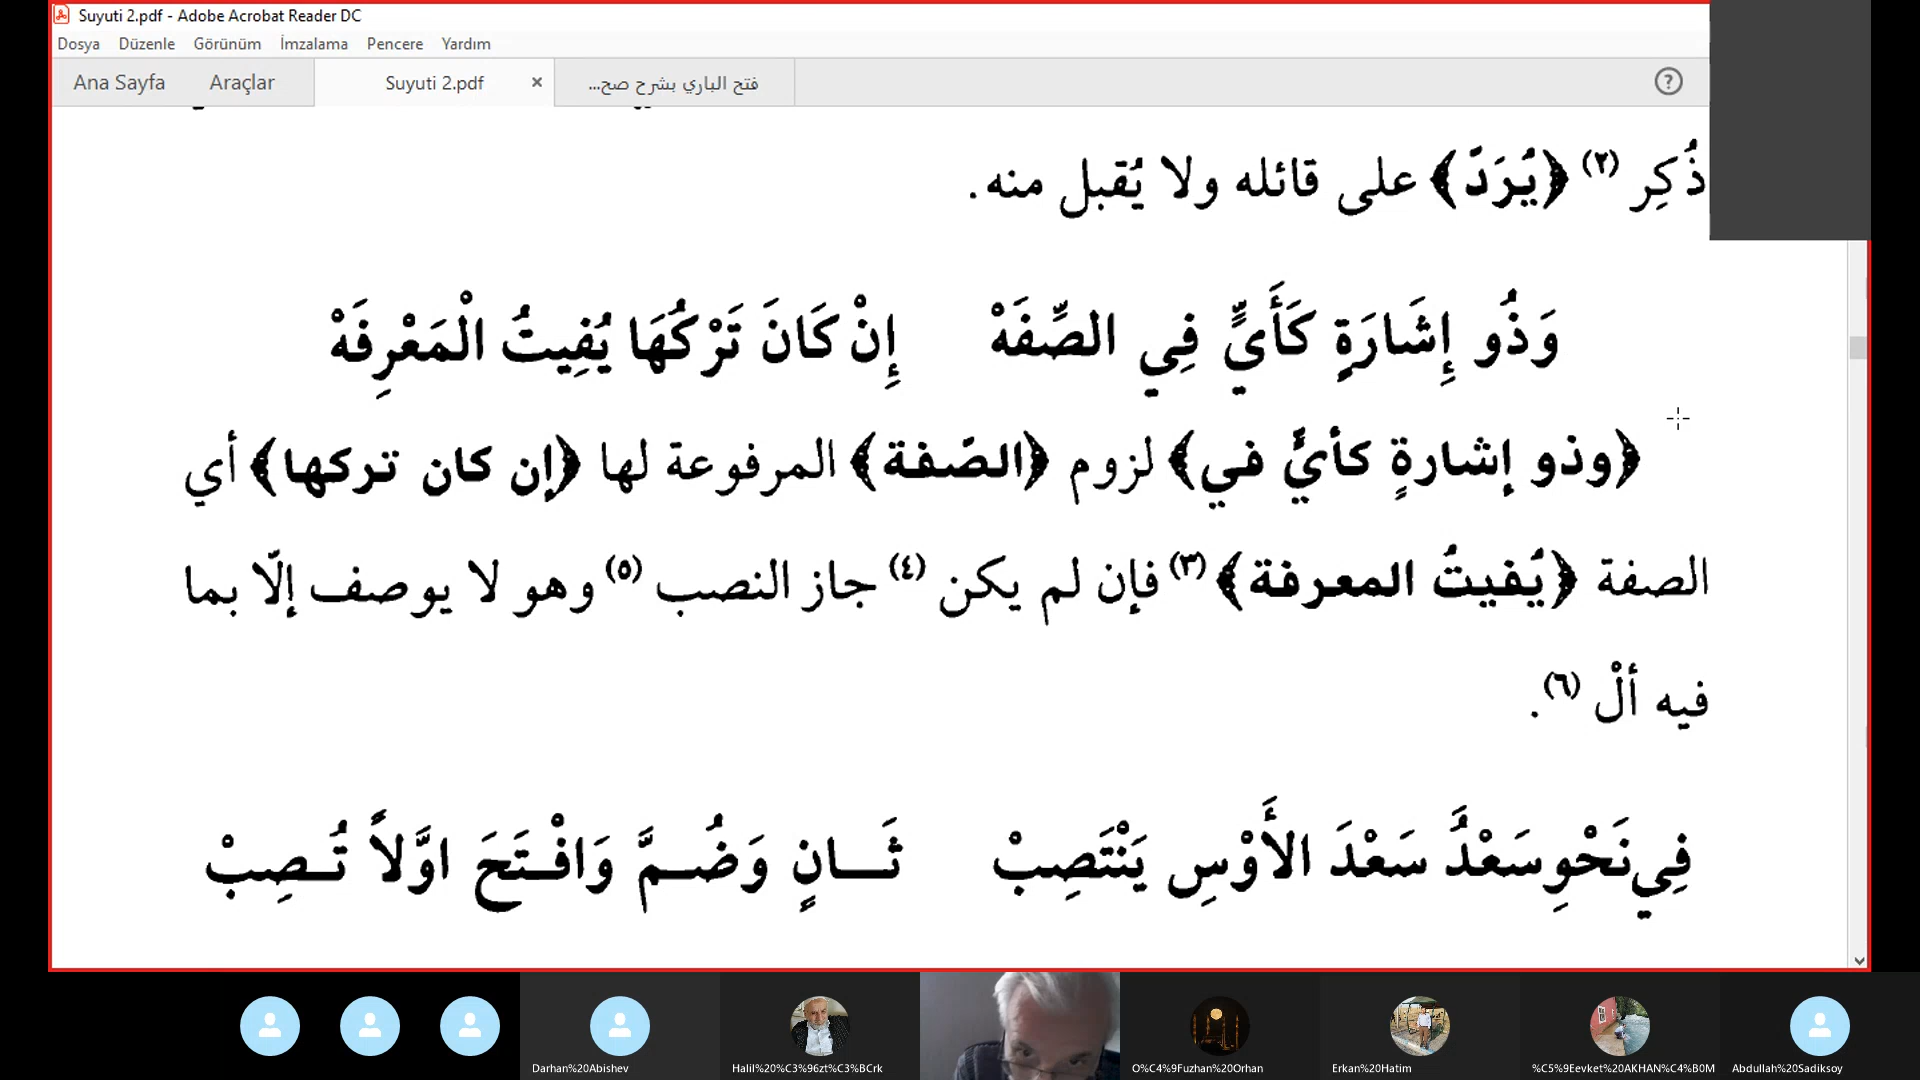 Suyuti 2.pdf - Adobe Acrobat Reader DC
Dosya Düzenle Görünüm İmzalama Pencere Yardım
Ana Sayfa Araçlar Suyuti 2.pdf × فتح الباري بشرح صح... ?
ذُكِر (٢) ﴿يُرَدّ﴾ على قائله ولا يُقبل منه.
وَذُو إِشَارَةٍ كَأَيٍّ فِي الصِّفَهْ إِنْ كَانَ تَرْكُهَا يُفِيتُ الْمَعْرِفَهْ
﴿وذو إشارةٍ كأيٍّ في﴾ لزوم ﴿الصّفة﴾ المرفوعة لها ﴿إن كان تركها﴾ أي
الصفة ﴿يُفيتُ المعرفة﴾ (٣) فإن لم يكن (٤) جاز النصب (٥) وهو لا يوصف إلّا بما
فيه ألْ (٦).
فِي نَحْوِ سَعْدُ سَعْدَ الأَوْسِ يَنْتَصِبْ ثَـــانٍ وَضُــمَّ وَافْـتَحَ اوَّلاً تُـصِبْ
Darhan%20Abishev
Halil%20%C3%96zt%C3%BCrk
O%C4%9Fuzhan%20Orhan
Erkan%20Hatim
%C5%9Eevket%20AKHAN%C4%B0M
Abdullah%20Sadiksoy